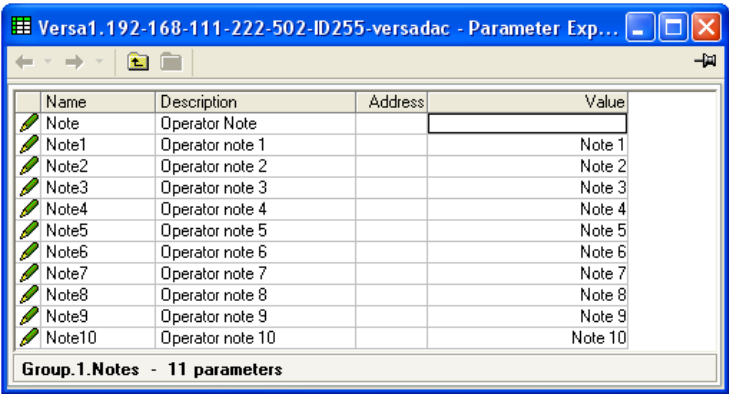 Versa1.192-168-111-222-502-ID255-versadac - Parameter Exp...
Name Description Address Value
Note Operator Note
Note1 Operator note 1 Note 1
Note2 Operator note 2 Note 2
Note3 Operator note 3 Note 3
Note4 Operator note 4 Note 4
Note5 Operator note 5 Note 5
Note6 Operator note 6 Note 6
Note7 Operator note 7 Note 7
Note8 Operator note 8 Note 8
Note9 Operator note 9 Note 9
Note10 Operator note 10 Note 10
Group.1.Notes - 11 parameters